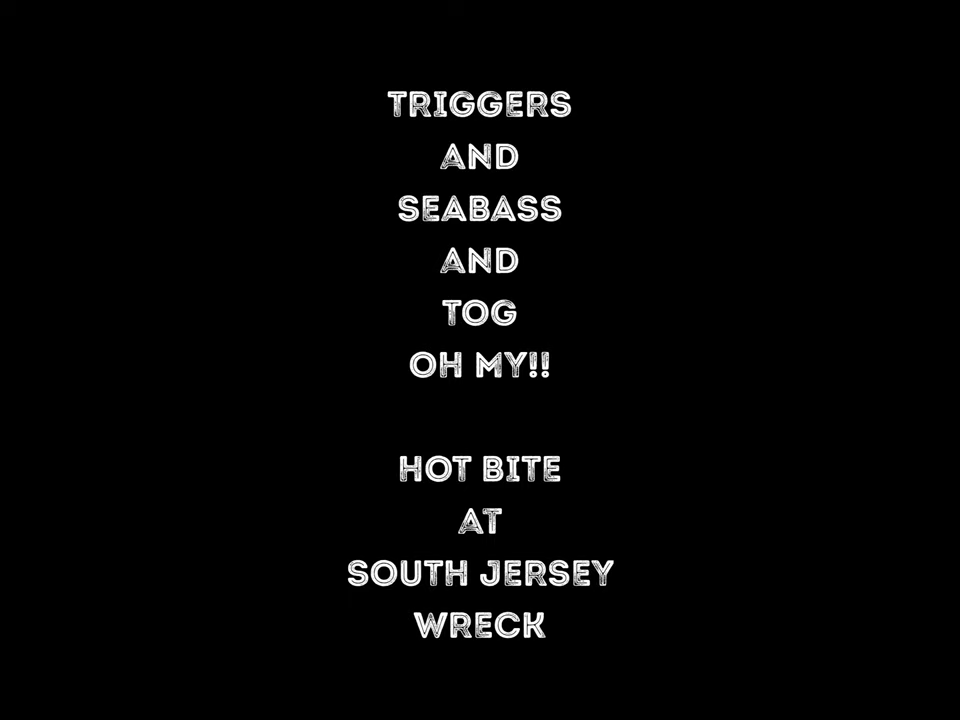 TRIGGERS
AND
SEABASS
AND
TOG
OH MY!!
HOT BITE
AT
SOUTH JERSEY
WRECK